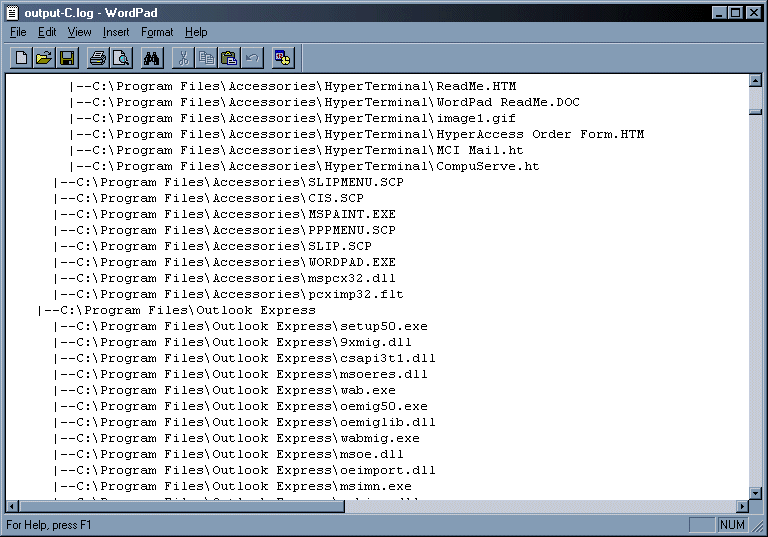 output-C.log - WordPad
File Edit View Insert Format Help
|--C:\Program Files\Accessories\HyperTerminal\ReadMe.HTM
|--C:\Program Files\Accessories\HyperTerminal\WordPad ReadMe.DOC
|--C:\Program Files\Accessories\HyperTerminal\image1.gif
|--C:\Program Files\Accessories\HyperTerminal\HyperAccess Order Form.HTM
|--C:\Program Files\Accessories\HyperTerminal\MCI Mail.ht
|--C:\Program Files\Accessories\HyperTerminal\CompuServe.ht
|--C:\Program Files\Accessories\SLIPMENU.SCP
|--C:\Program Files\Accessories\CIS.SCP
|--C:\Program Files\Accessories\MSPAINT.EXE
|--C:\Program Files\Accessories\PPPMENU.SCP
|--C:\Program Files\Accessories\SLIP.SCP
|--C:\Program Files\Accessories\WORDPAD.EXE
|--C:\Program Files\Accessories\mspcx32.dll
|--C:\Program Files\Accessories\pcximp32.flt
|--C:\Program Files\Outlook Express
|--C:\Program Files\Outlook Express\setup50.exe
|--C:\Program Files\Outlook Express\9xmig.dll
|--C:\Program Files\Outlook Express\csapi3t1.dll
|--C:\Program Files\Outlook Express\msoeres.dll
|--C:\Program Files\Outlook Express\wab.exe
|--C:\Program Files\Outlook Express\oemig50.exe
|--C:\Program Files\Outlook Express\oemiglib.dll
|--C:\Program Files\Outlook Express\wabmig.exe
|--C:\Program Files\Outlook Express\msoe.dll
|--C:\Program Files\Outlook Express\oeimport.dll
|--C:\Program Files\Outlook Express\msimn.exe
For Help, press F1
NUM